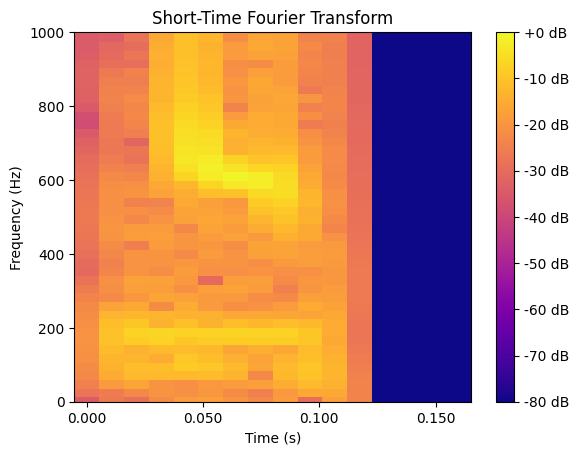 Short-Time Fourier Transform
1000
800
600
400
200
0
Frequency (Hz)
0.000
0.050
0.100
0.150
Time (s)
+0 dB
-10 dB
-20 dB
-30 dB
-40 dB
-50 dB
-60 dB
-70 dB
-80 dB